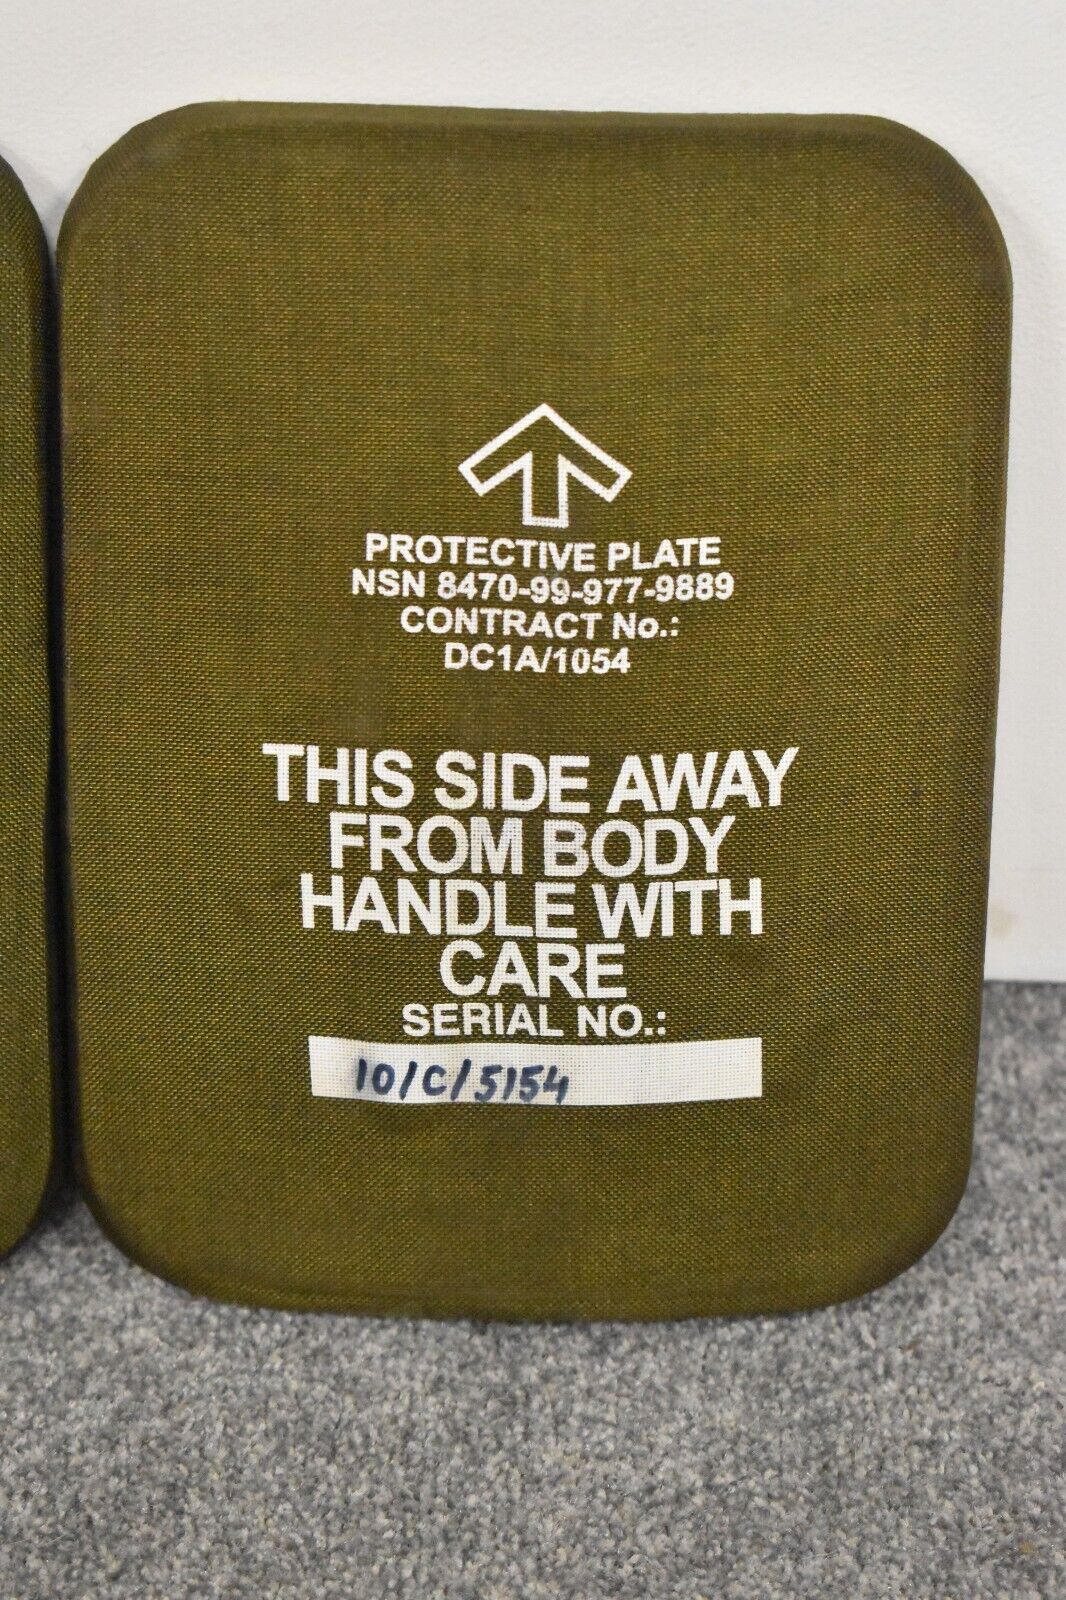 PROTECTIVE PLATE
NSN 8470-99-977-9889
CONTRACT No.:
DC1A/1054
THIS SIDE AWAY
FROM BODY
HANDLE WITH
CARE
SERIAL NO.:
10/C/5154